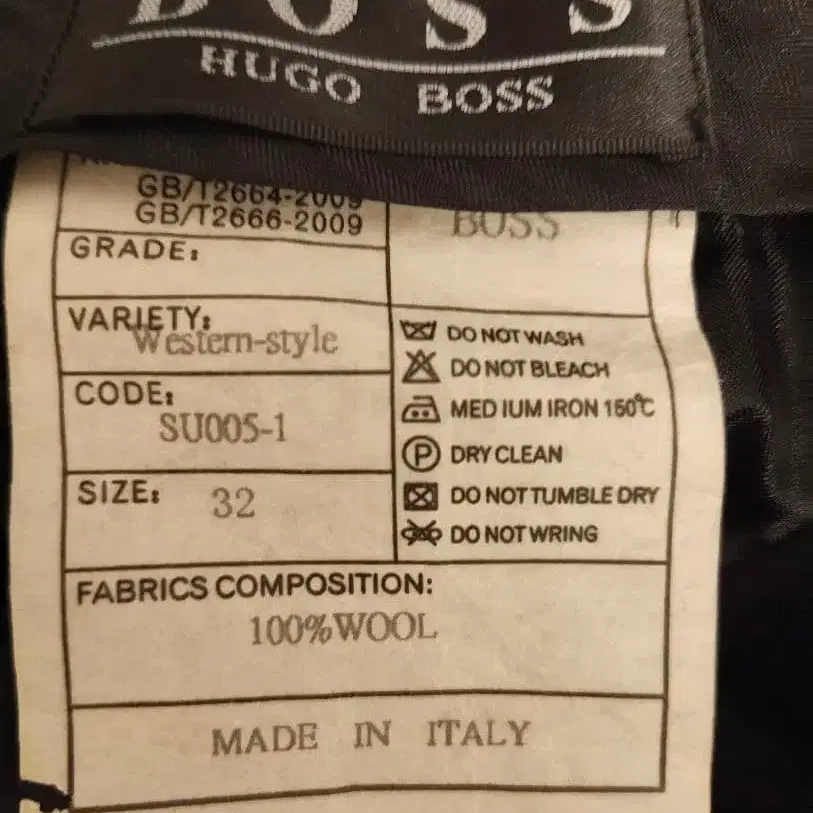 BOSS
HUGO BOSS
GB/T2664-2009
GB/T2666-2009
BOSS
GRADE:
VARIETY:
Western-style
CODE:
SU005-1
SIZE: 32
DO NOT WASH
DO NOT BLEACH
MEDIUM IRON 150℃
P DRY CLEAN
DO NOT TUMBLE DRY
DO NOT WRING
FABRICS COMPOSITION:
100%WOOL
MADE IN ITALY